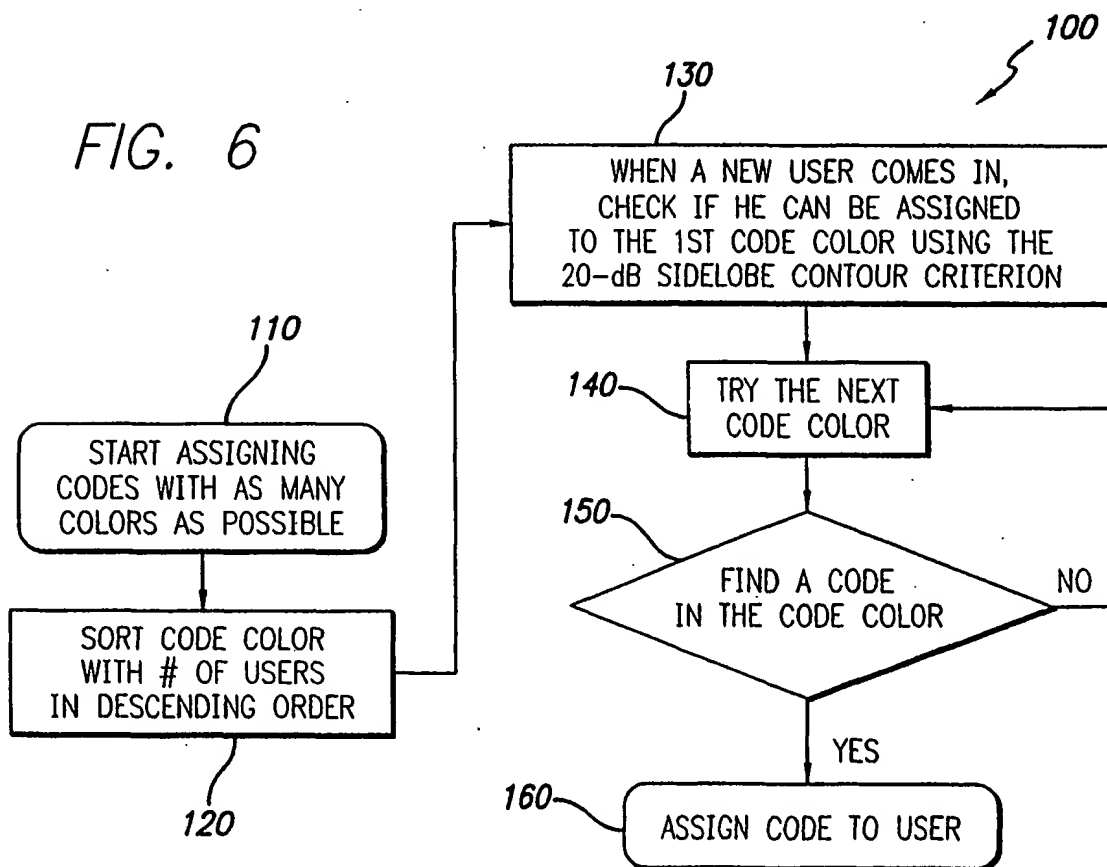 FIG. 6
100
110
START ASSIGNING
CODES WITH AS MANY
COLORS AS POSSIBLE
SORT CODE COLOR
WITH # OF USERS
IN DESCENDING ORDER
120
130
WHEN A NEW USER COMES IN,
CHECK IF HE CAN BE ASSIGNED
TO THE 1ST CODE COLOR USING THE
20-dB SIDELOBE CONTOUR CRITERION
140
TRY THE NEXT
CODE COLOR
150
FIND A CODE
IN THE CODE COLOR
NO
YES
160
ASSIGN CODE TO USER